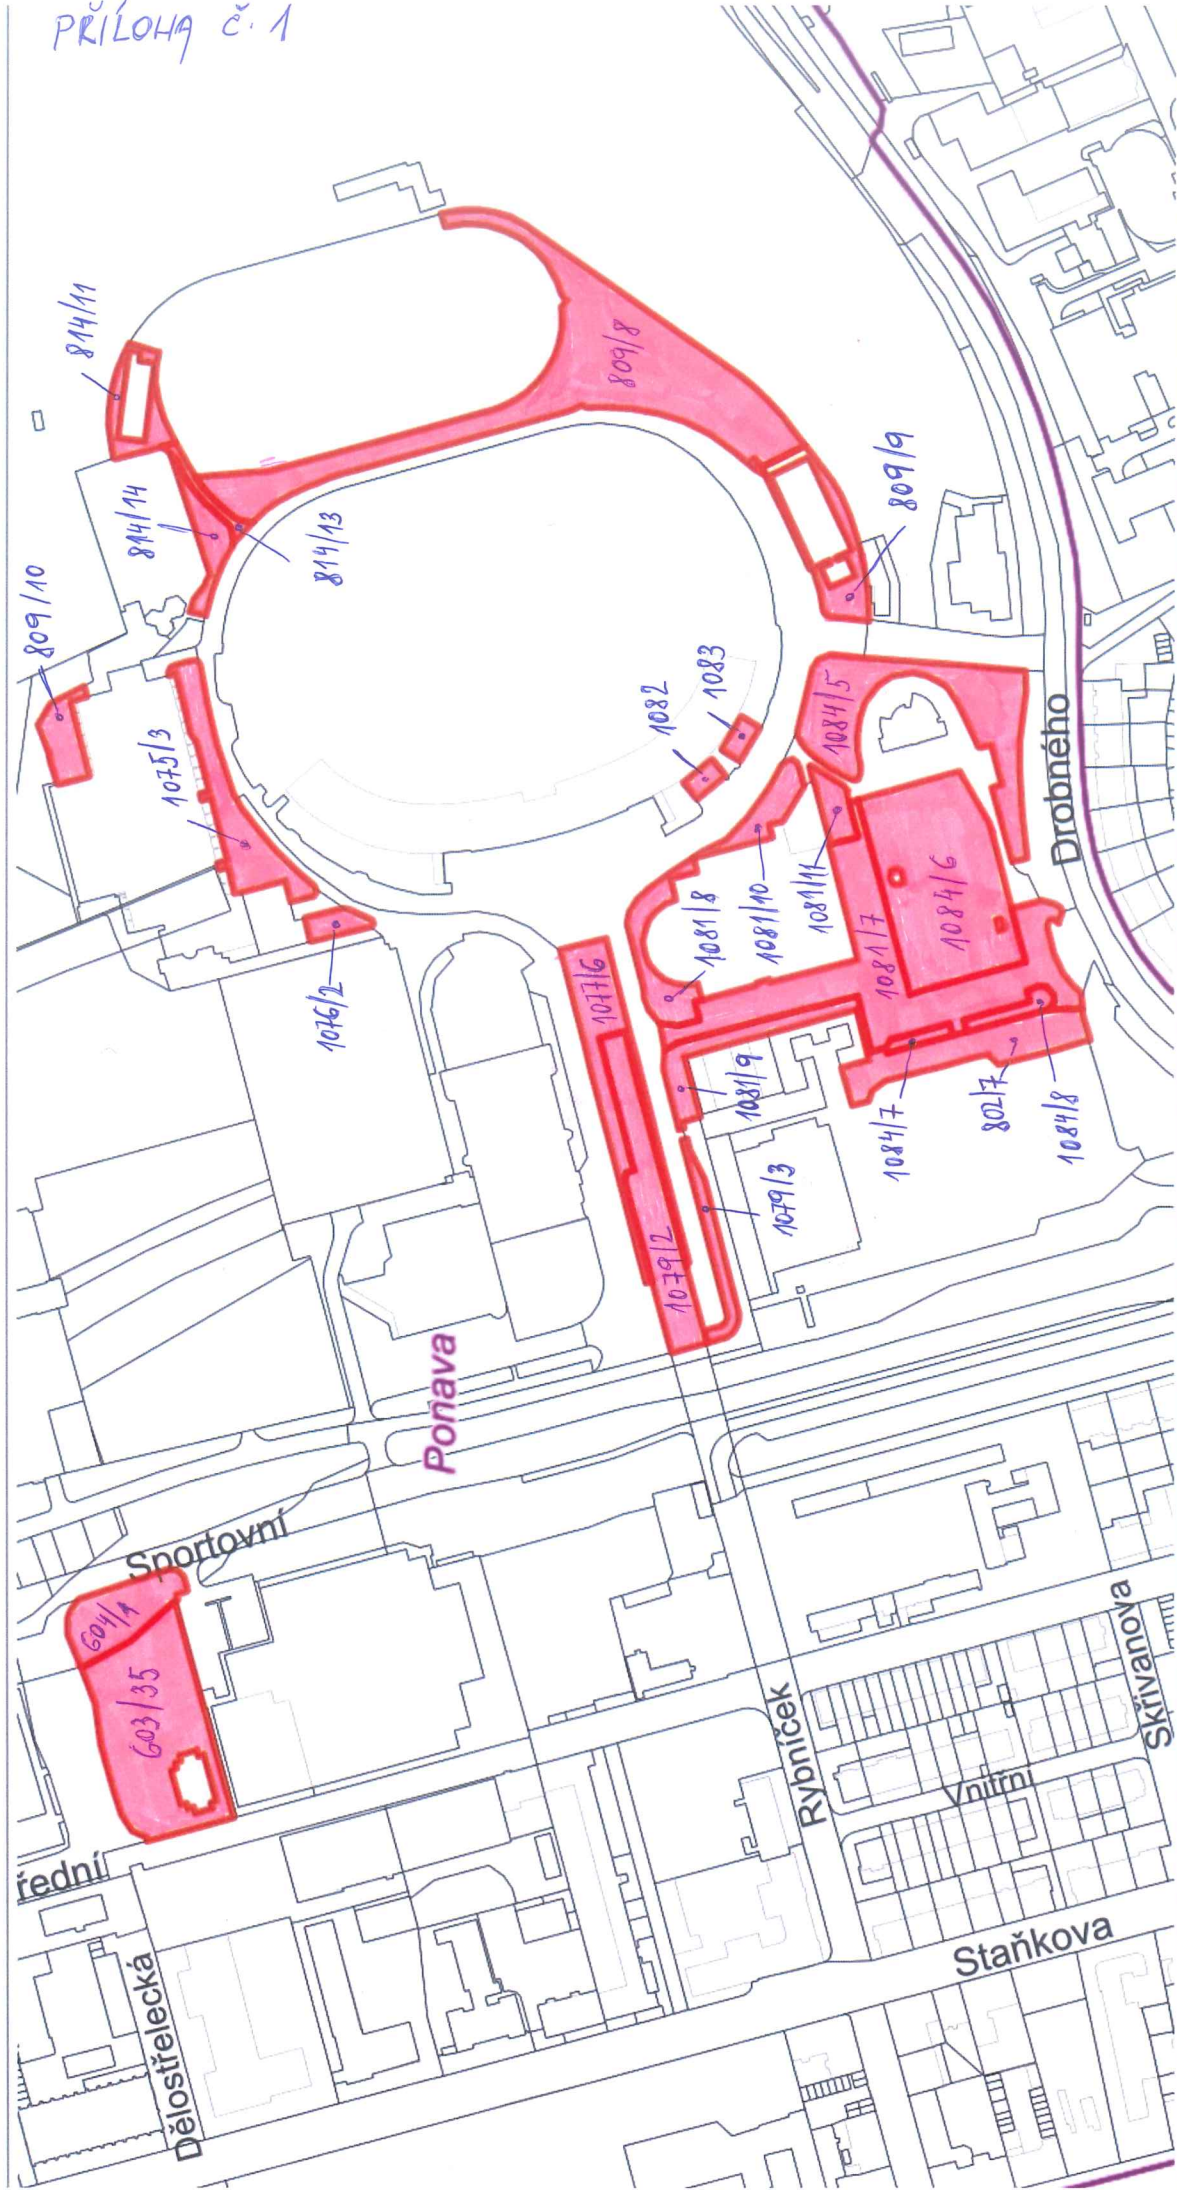 PŘÍLOHA č. 1
814/11
809/8
814/14
814/13
809/9
809/10
1075/3
1082
1083
1084/5
Drobného
1076/2
1081/8
1081/10
1081/11
1081/7
1084/6
1077/6
1081/9
1084/7
802/7
1084/8
1079/3
1079/2
Ponava
Sportovní
604/1
603/35
Rybníček
Vnitřní
Skřivanova
řední
Dělostřelecká
Staňkova